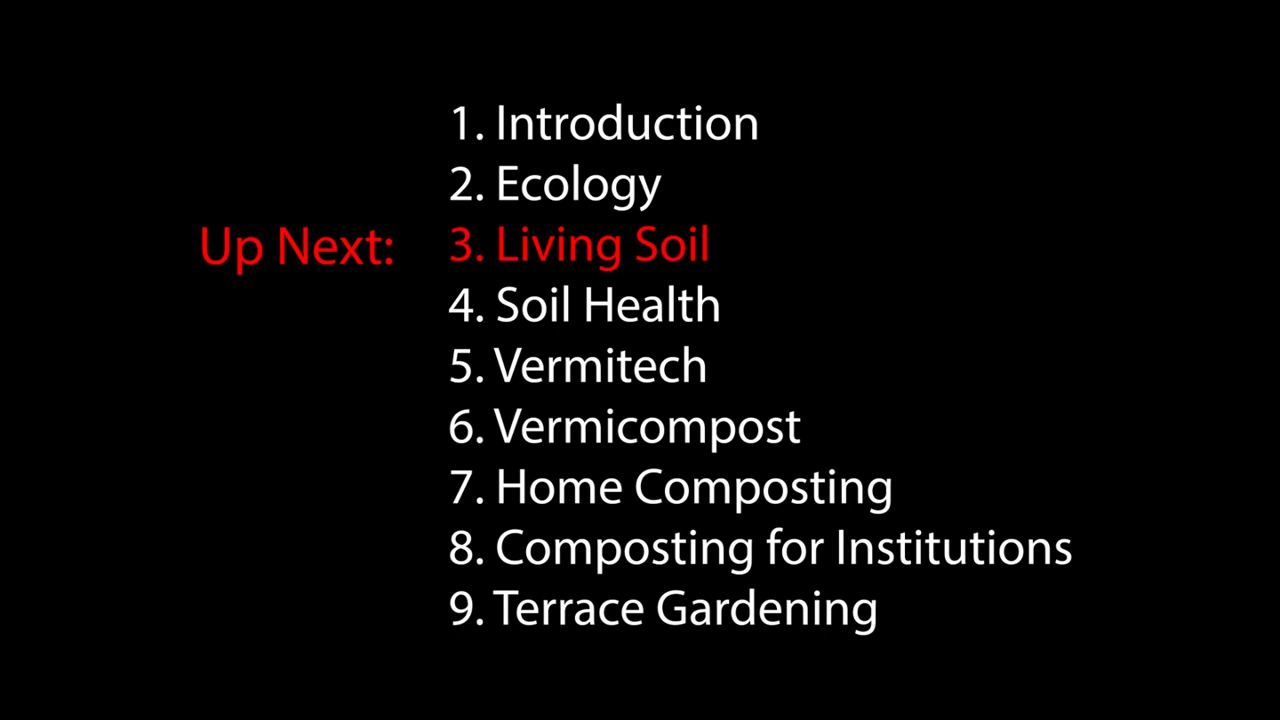 1. Introduction
2. Ecology
Up Next: 3. Living Soil
4. Soil Health
5. Vermitech
6. Vermicompost
7. Home Composting
8. Composting for Institutions
9. Terrace Gardening